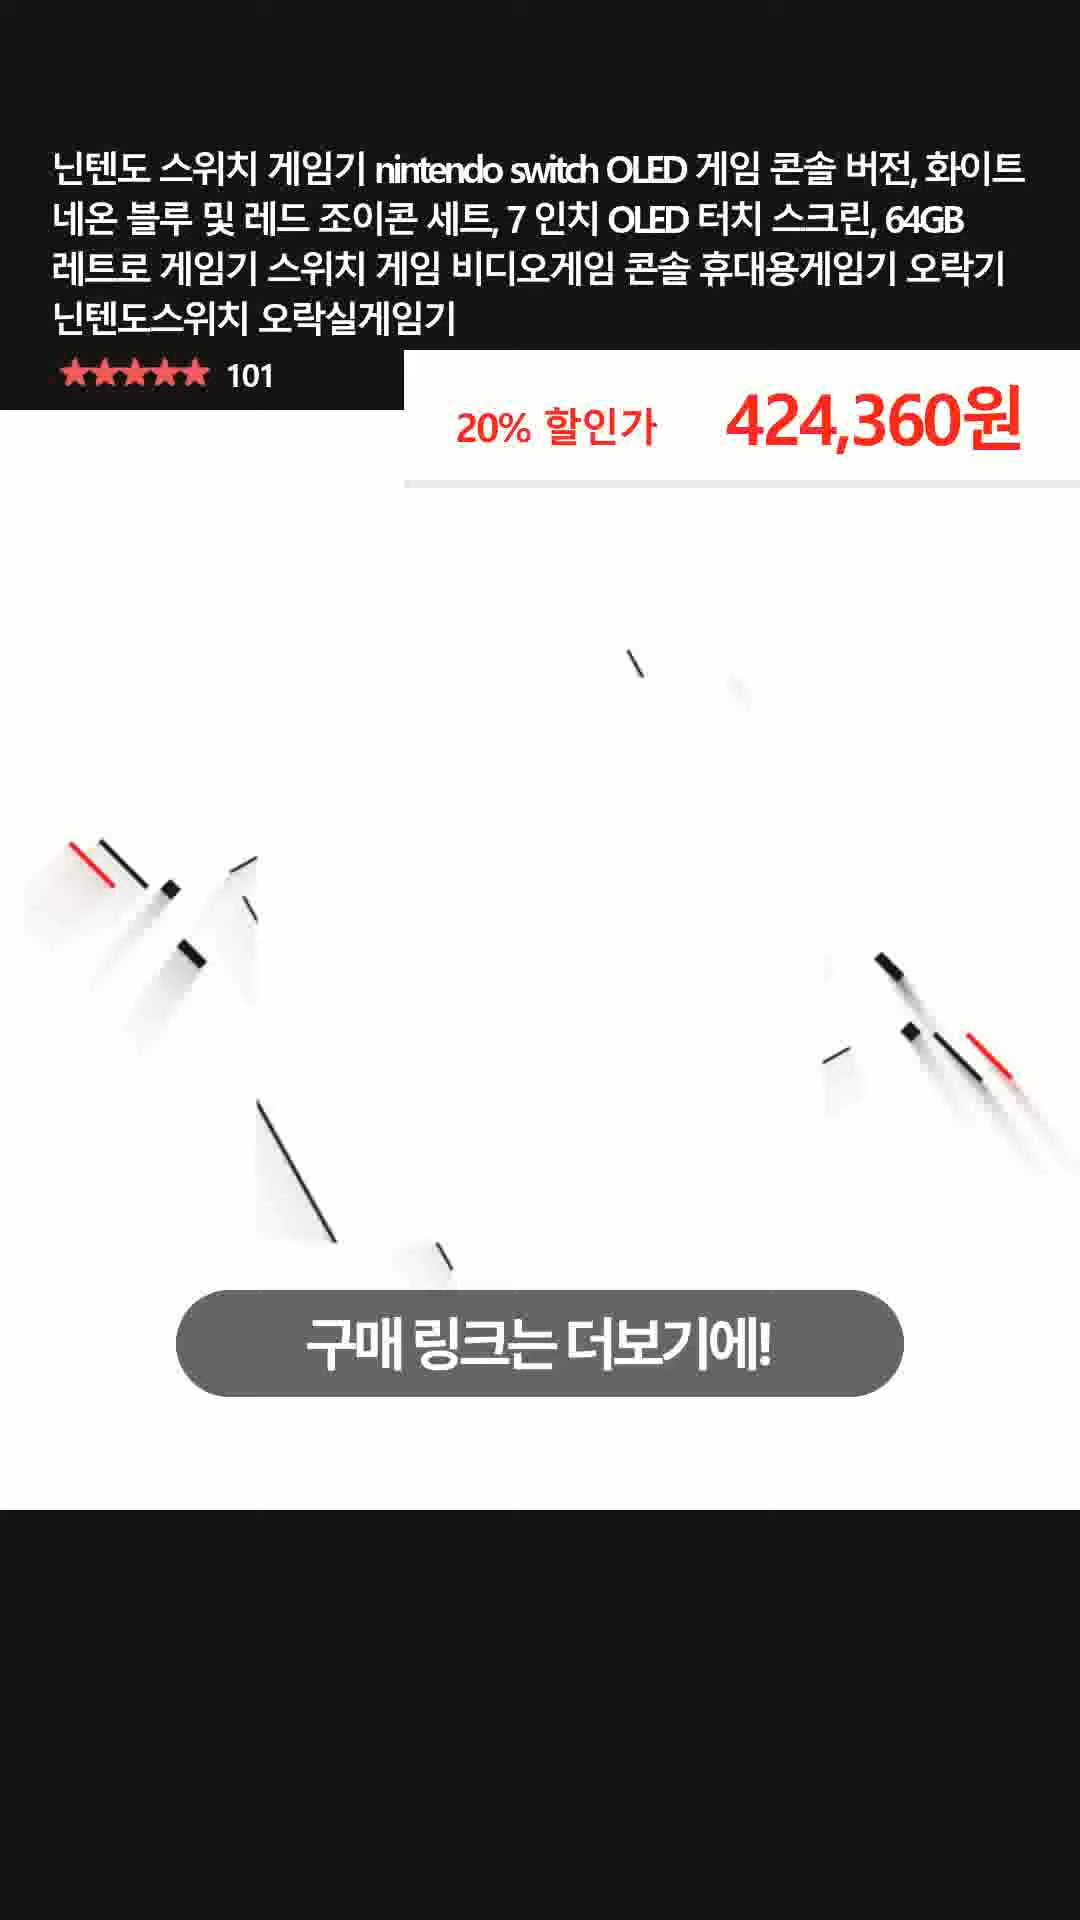 닌텐도 스위치 게임기 nintendo switch OLED 게임 콘솔 버전, 화이트
네온 블루 및 레드 조이콘 세트, 7 인치 OLED 터치 스크린, 64GB
레트로 게임기 스위치 게임 비디오게임 콘솔 휴대용게임기 오락기
닌텐도스위치 오락실게임기
★★★★★ 101
20% 할인가 424,360원
구매 링크는 더보기에!